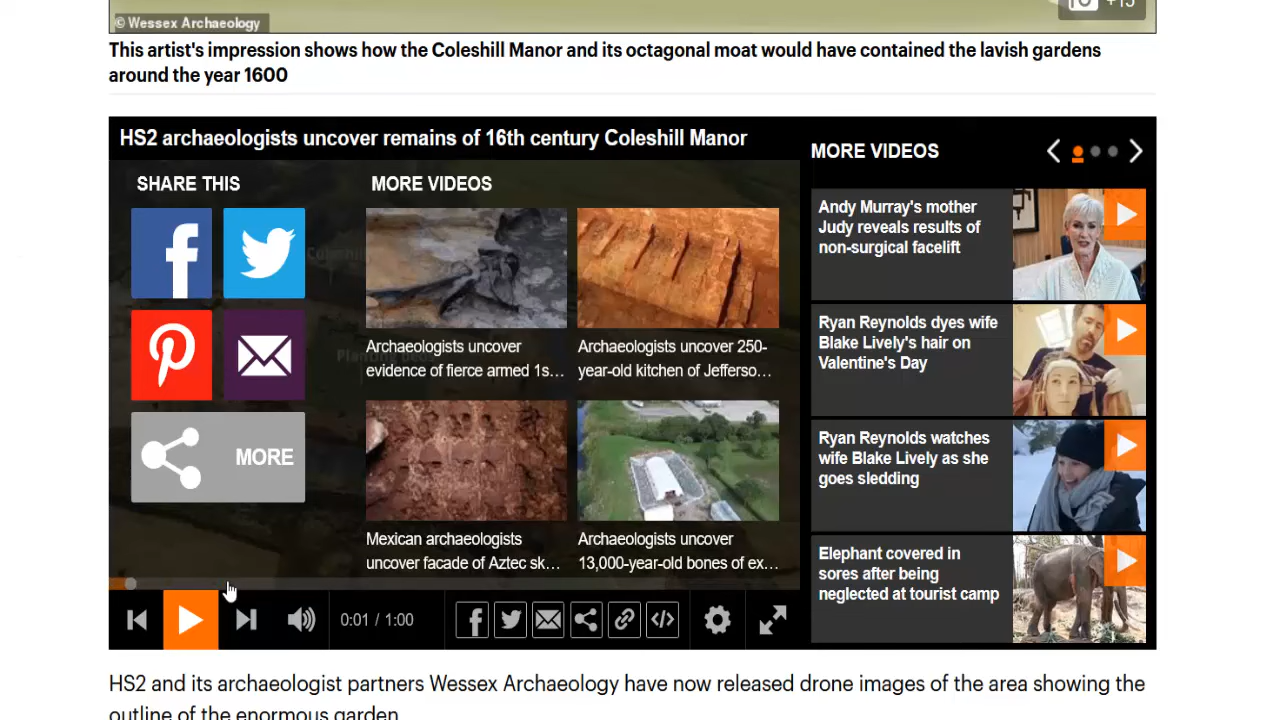 © Wessex Archaeology
+15
This artist's impression shows how the Coleshill Manor and its octagonal moat would have contained the lavish gardens
around the year 1600
HS2 archaeologists uncover remains of 16th century Coleshill Manor
SHARE THIS
MORE
MORE VIDEOS
Archaeologists uncover
evidence of fierce armed 1s...
Archaeologists uncover 250-
year-old kitchen of Jefferso...
Mexican archaeologists
uncover facade of Aztec sk...
Archaeologists uncover
13,000-year-old bones of ex...
MORE VIDEOS
Andy Murray's mother
Judy reveals results of
non-surgical facelift
Ryan Reynolds dyes wife
Blake Lively's hair on
Valentine's Day
Ryan Reynolds watches
wife Blake Lively as she
goes sledding
Elephant covered in
sores after being
neglected at tourist camp
0:01 / 1:00
HS2 and its archaeologist partners Wessex Archaeology have now released drone images of the area showing the
outline of the enormous garden